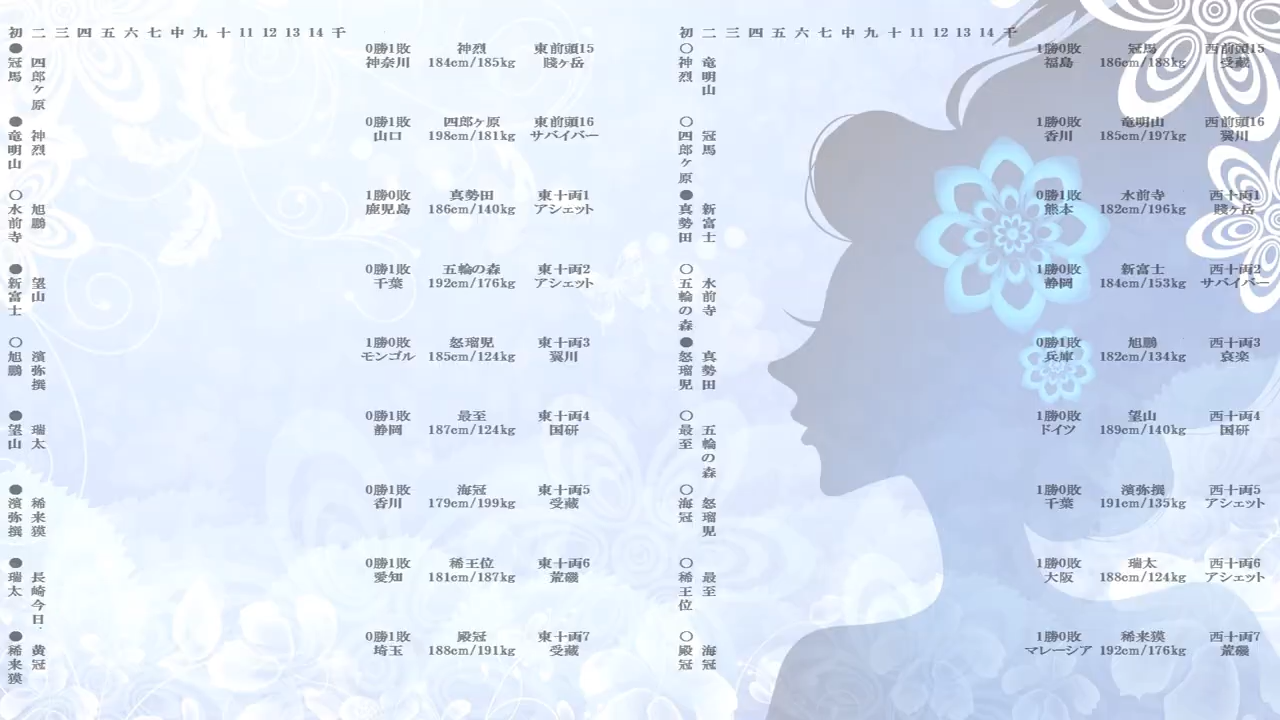 初 二 三 四 五 六 七 中 九 十 11 12 13 14 千
●冠馬 四郎ヶ原 0勝1敗 神烈 東前頭15
神奈川 184cm/185kg 賤ヶ岳
●竜明山 神烈 0勝1敗 四郎ヶ原 東前頭16
山口 198cm/181kg サバイバー
○水前寺 旭鵬 1勝0敗 真勢田 東十両1
鹿児島 186cm/140kg アシェット
●新富士 望山 0勝1敗 五輪の森 東十両2
千葉 192cm/176kg アシェット
○旭鵬 濱弥撰 1勝0敗 怒瑠児 東十両3
モンゴル 185cm/124kg 翼川
●望山 瑞太 0勝1敗 最至 東十両4
静岡 187cm/124kg 国研
●濱弥撰 稀来獏 0勝1敗 海冠 東十両5
香川 179cm/199kg 受蔵
●瑞太 長崎今日. 0勝1敗 稀王位 東十両6
愛知 181cm/187kg 荒磯
●稀来獏 黄冠 0勝1敗 殿冠 東十両7
埼玉 188cm/191kg 受蔵
初 二 三 四 五 六 七 中 九 十 11 12 13 14 千
○神烈 竜明山 1勝0敗 冠馬 西前頭15
福島 186cm/188kg 受蔵
○四郎ヶ原 冠馬 1勝0敗 竜明山 西前頭16
香川 185cm/197kg 翼川
●真勢田 新富士 0勝1敗 水前寺 西十両1
熊本 182cm/196kg 賤ヶ岳
○五輪の森 水前寺 1勝0敗 新富士 西十両2
静岡 184cm/153kg サバイバー
●怒瑠児 真勢田 0勝1敗 旭鵬 西十両3
兵庫 182cm/134kg 哀楽
○最至 五輪の森 1勝0敗 望山 西十両4
ドイツ 189cm/140kg 国研
○海冠 怒瑠児 1勝0敗 濱弥撰 西十両5
千葉 191cm/135kg アシェット
○稀王位 最至 1勝0敗 瑞太 西十両6
大阪 188cm/124kg アシェット
○殿冠 海冠 1勝0敗 稀来獏 西十両7
マレーシア 192cm/176kg 荒磯